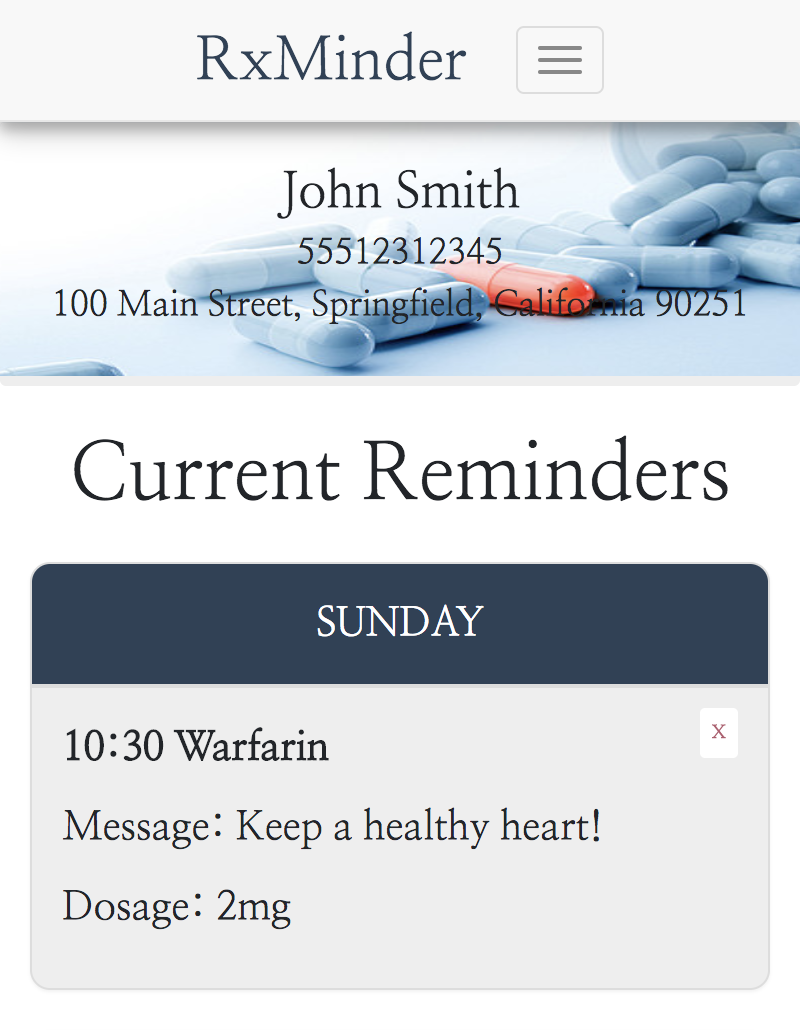 RxMinder
John Smith
55512312345
100 Main Street, Springfield, California 90251
Current Reminders
SUNDAY
10:30 Warfarin
x
Message: Keep a healthy heart!
Dosage: 2mg